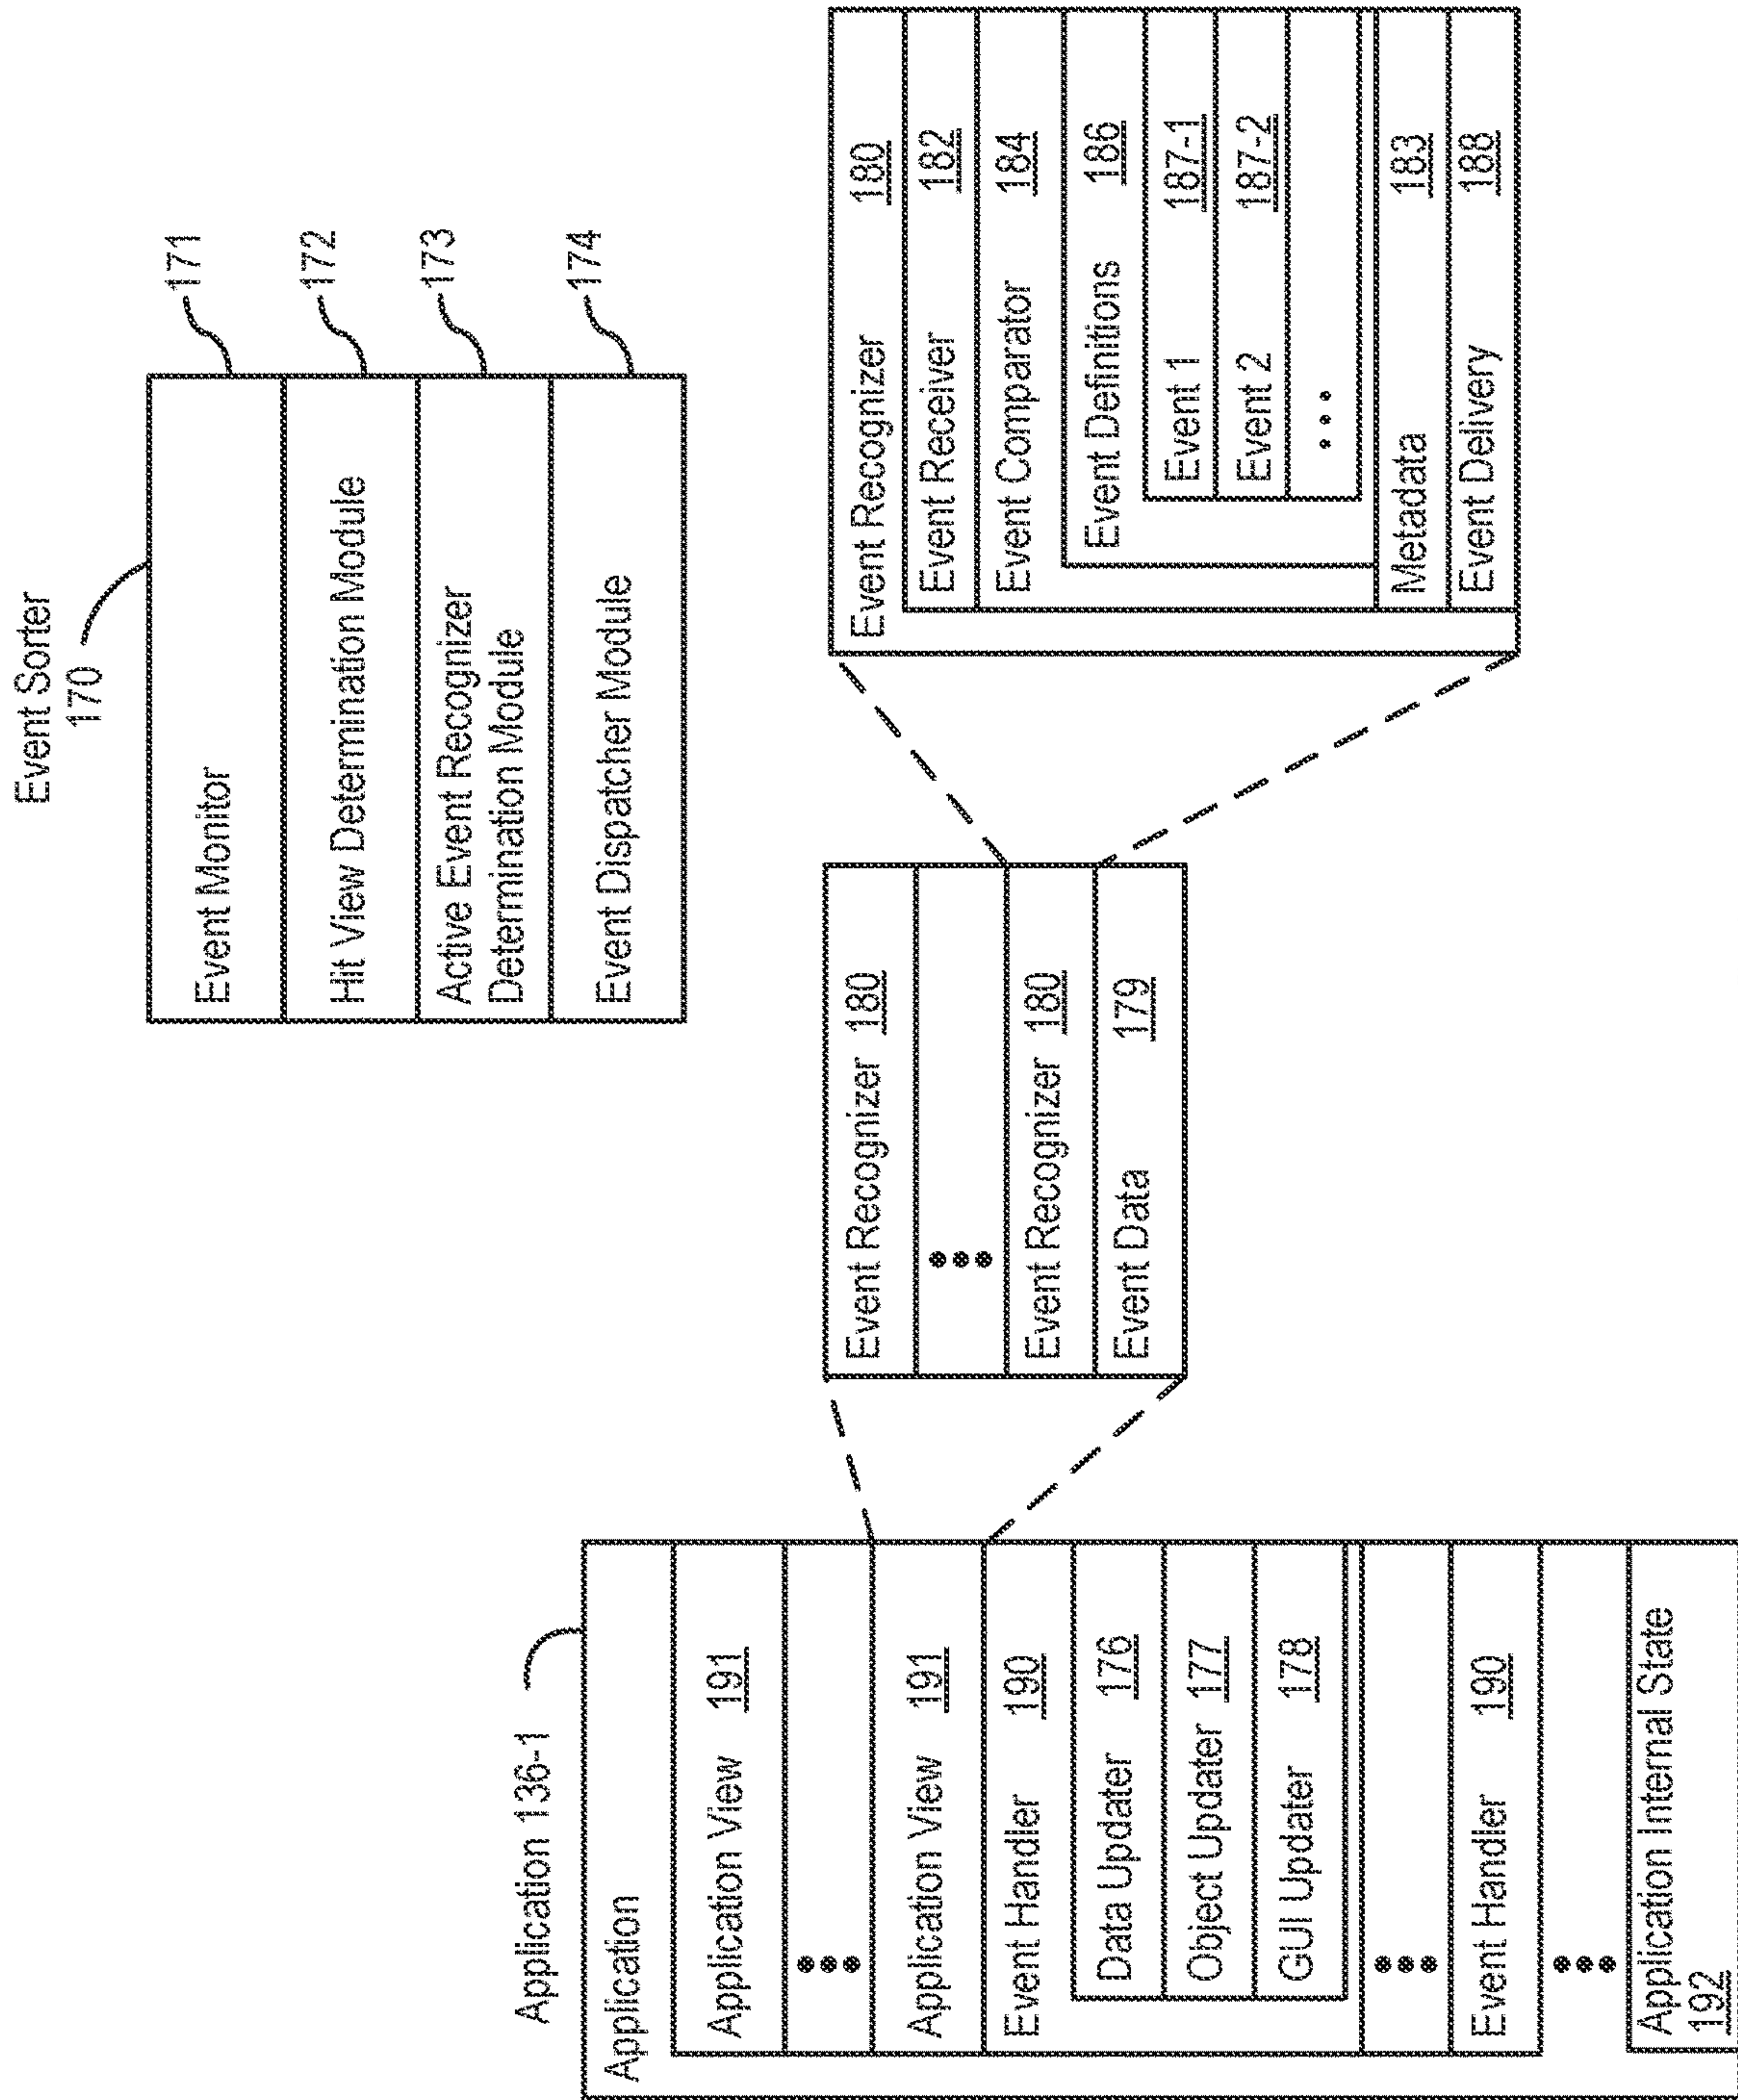 Event Sorter
170
Event Monitor
171
Hit View Determination Module
172
Active Event Recognizer
Determination Module
173
Event Dispatcher Module
174
Application 136-1
Application
Application View 191
•••
Application View 191
Event Handler 190
Data Updater 176
Object Updater 177
GUI Updater 178
•••
Event Handler 190
•••
Application Internal State
192
Event Recognizer 180
•••
Event Recognizer 180
Event Data 179
Event Recognizer 180
Event Receiver 182
Event Comparator 184
Event Definitions 186
Event 1 187-1
Event 2 187-2
•••
Metadata 183
Event Delivery 188